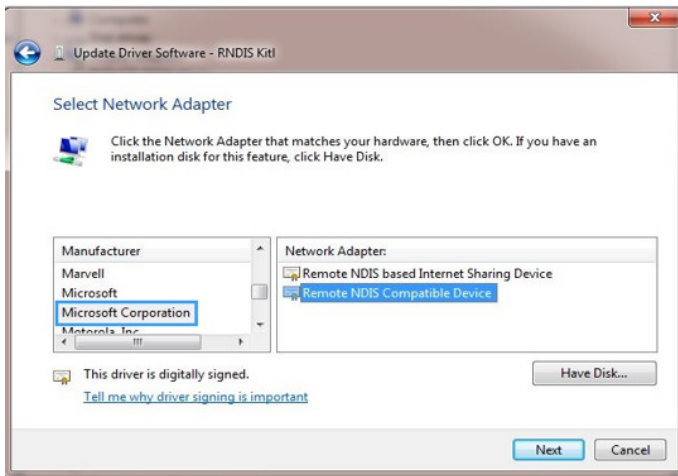 Update Driver Software - RNDIS Kitl
Select Network Adapter
Click the Network Adapter that matches your hardware, then click OK. If you have an
installation disk for this feature, click Have Disk.
Manufacturer
Marvell
Microsoft
Microsoft Corporation
Motorola, Inc.
Network Adapter:
Remote NDIS based Internet Sharing Device
Remote NDIS Compatible Device
This driver is digitally signed.
Have Disk...
Tell me why driver signing is important
Next
Cancel